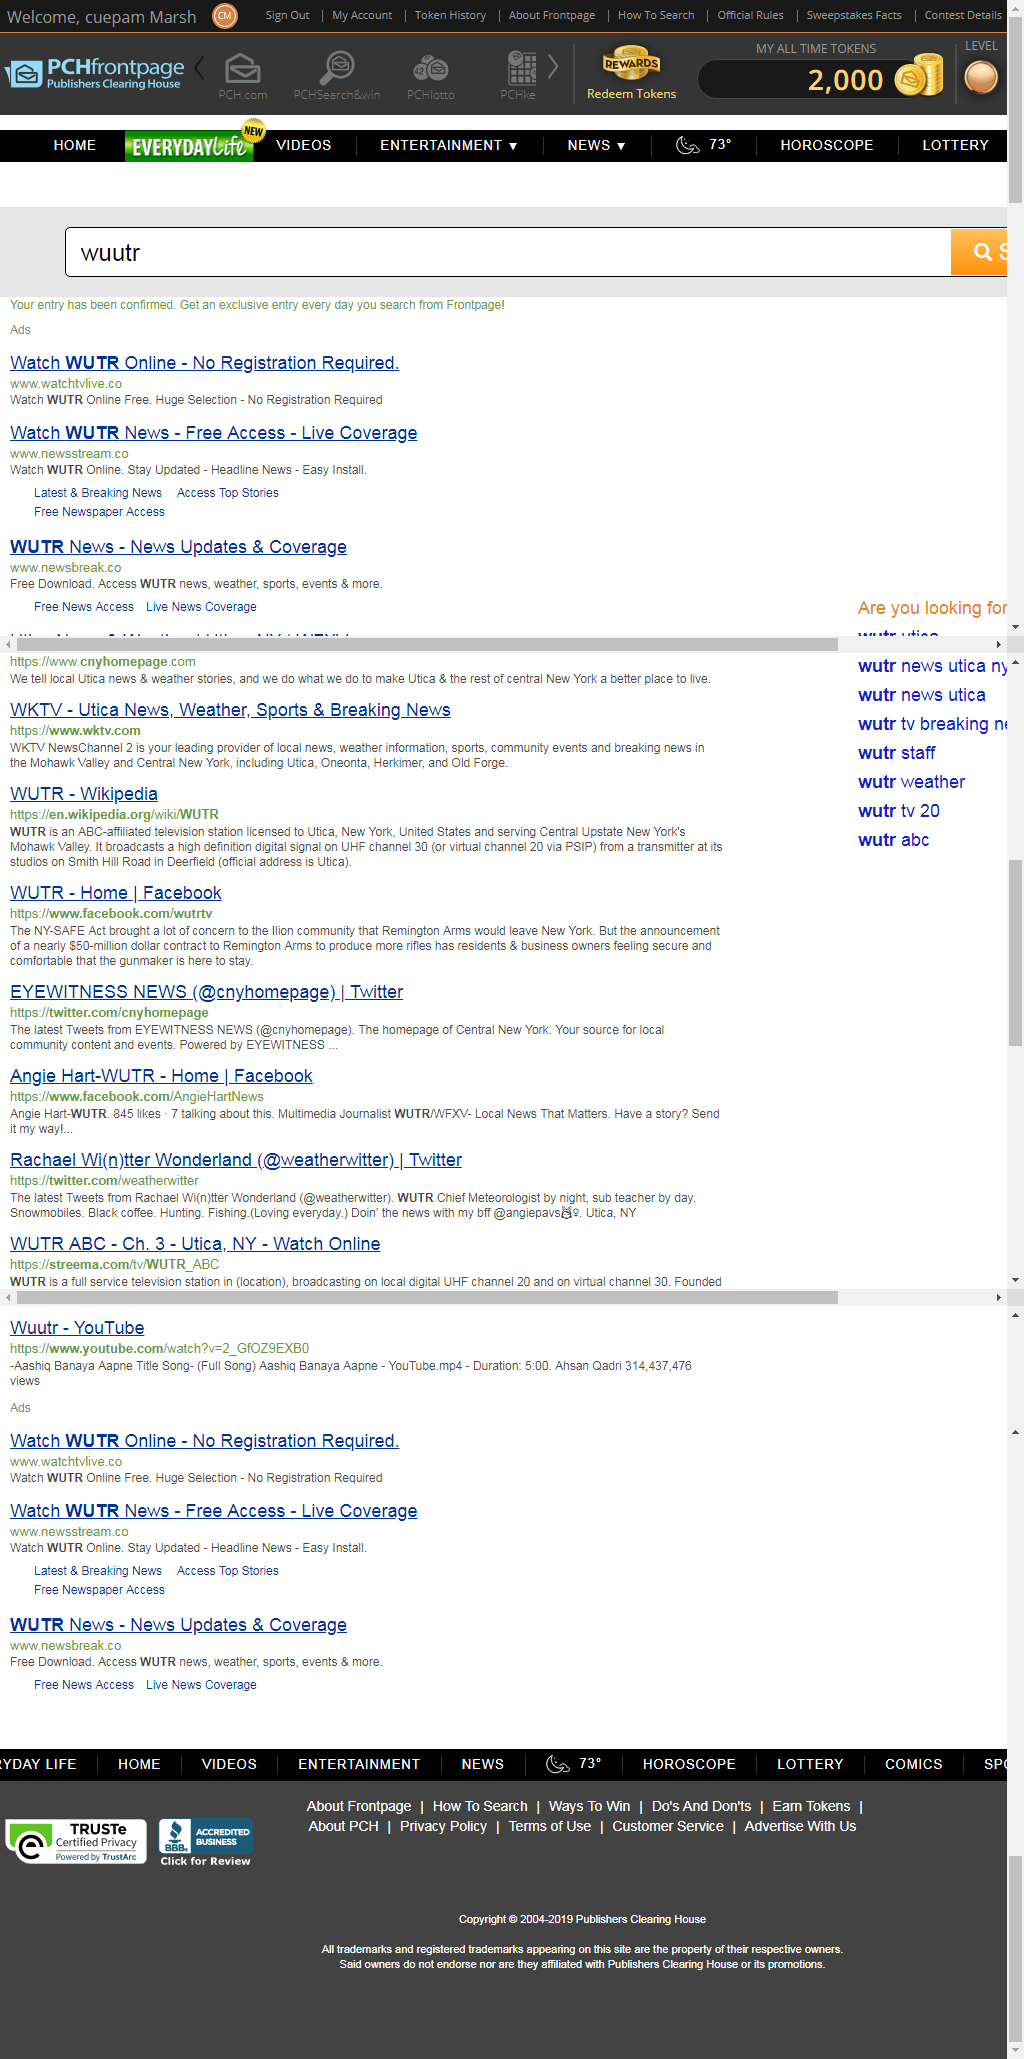 Welcome, cuepam Marsh CM Sign Out | My Account | Token History | About Frontpage | How To Search | Official Rules | Sweepstakes Facts | Contest Details
PCHfrontpage
Publishers Clearing House
PCH.com PCHSearch&win PCHlotto PCHke
REWARDS
Redeem Tokens
MY ALL TIME TOKENS
2,000
LEVEL
HOME EVERYDAY Life NEW VIDEOS ENTERTAINMENT ▼ NEWS ▼ 73° HOROSCOPE LOTTERY
wuutr
Your entry has been confirmed. Get an exclusive entry every day you search from Frontpage!
Ads
Watch WUTR Online - No Registration Required.
www.watchtvlive.co
Watch WUTR Online Free. Huge Selection - No Registration Required
Watch WUTR News - Free Access - Live Coverage
www.newsstream.co
Watch WUTR Online. Stay Updated - Headline News - Easy Install.
Latest & Breaking News Access Top Stories
Free Newspaper Access
WUTR News - News Updates & Coverage
www.newsbreak.co
Free Download. Access WUTR news, weather, sports, events & more.
Free News Access Live News Coverage
Are you looking for
wutr utica
https://www.cnyhomepage.com
We tell local Utica news & weather stories, and we do what we do to make Utica & the rest of central New York a better place to live.
wutr news utica ny
wutr news utica
wutr tv breaking ne
wutr staff
wutr weather
wutr tv 20
wutr abc
WKTV - Utica News, Weather, Sports & Breaking News
https://www.wktv.com
WKTV NewsChannel 2 is your leading provider of local news, weather information, sports, community events and breaking news in
the Mohawk Valley and Central New York, including Utica, Oneonta, Herkimer, and Old Forge.
WUTR - Wikipedia
https://en.wikipedia.org/wiki/WUTR
WUTR is an ABC-affiliated television station licensed to Utica, New York, United States and serving Central Upstate New York's
Mohawk Valley. It broadcasts a high definition digital signal on UHF channel 30 (or virtual channel 20 via PSIP) from a transmitter at its
studios on Smith Hill Road in Deerfield (official address is Utica).
WUTR - Home | Facebook
https://www.facebook.com/wutrtv
The NY-SAFE Act brought a lot of concern to the Ilion community that Remington Arms would leave New York. But the announcement
of a nearly $50-million dollar contract to Remington Arms to produce more rifles has residents & business owners feeling secure and
comfortable that the gunmaker is here to stay.
EYEWITNESS NEWS (@cnyhomepage) | Twitter
https://twitter.com/cnyhomepage
The latest Tweets from EYEWITNESS NEWS (@cnyhomepage). The homepage of Central New York. Your source for local
community content and events. Powered by EYEWITNESS ...
Angie Hart-WUTR - Home | Facebook
https://www.facebook.com/AngieHartNews
Angie Hart-WUTR. 845 likes · 7 talking about this. Multimedia Journalist WUTR/WFXV- Local News That Matters. Have a story? Send
it my way!...
Rachael Wi(n)tter Wonderland (@weatherwitter) | Twitter
https://twitter.com/weatherwitter
The latest Tweets from Rachael Wi(n)tter Wonderland (@weatherwitter). WUTR Chief Meteorologist by night, sub teacher by day.
Snowmobiles. Black coffee. Hunting. Fishing.(Loving everyday.) Doin' the news with my bff @angiepavs. Utica, NY
WUTR ABC - Ch. 3 - Utica, NY - Watch Online
https://streema.com/tv/WUTR_ABC
WUTR is a full service television station in (location), broadcasting on local digital UHF channel 20 and on virtual channel 30. Founded
Wuutr - YouTube
https://www.youtube.com/watch?v=2_GfOZ9EXB0
-Aashiq Banaya Aapne Title Song- (Full Song) Aashiq Banaya Aapne - YouTube.mp4 - Duration: 5:00. Ahsan Qadri 314,437,476
views
Ads
Watch WUTR Online - No Registration Required.
www.watchtvlive.co
Watch WUTR Online Free. Huge Selection - No Registration Required
Watch WUTR News - Free Access - Live Coverage
www.newsstream.co
Watch WUTR Online. Stay Updated - Headline News - Easy Install.
Latest & Breaking News Access Top Stories
Free Newspaper Access
WUTR News - News Updates & Coverage
www.newsbreak.co
Free Download. Access WUTR news, weather, sports, events & more.
Free News Access Live News Coverage
RYDAY LIFE HOME VIDEOS ENTERTAINMENT NEWS 73° HOROSCOPE LOTTERY COMICS SPO
About Frontpage | How To Search | Ways To Win | Do's And Don'ts | Earn Tokens |
About PCH | Privacy Policy | Terms of Use | Customer Service | Advertise With Us
TRUSTe
Certified Privacy
Powered by TrustArc
BBB. ACCREDITED BUSINESS
Click for Review
Copyright © 2004-2019 Publishers Clearing House
All trademarks and registered trademarks appearing on this site are the property of their respective owners.
Said owners do not endorse nor are they affiliated with Publishers Clearing House or its promotions.